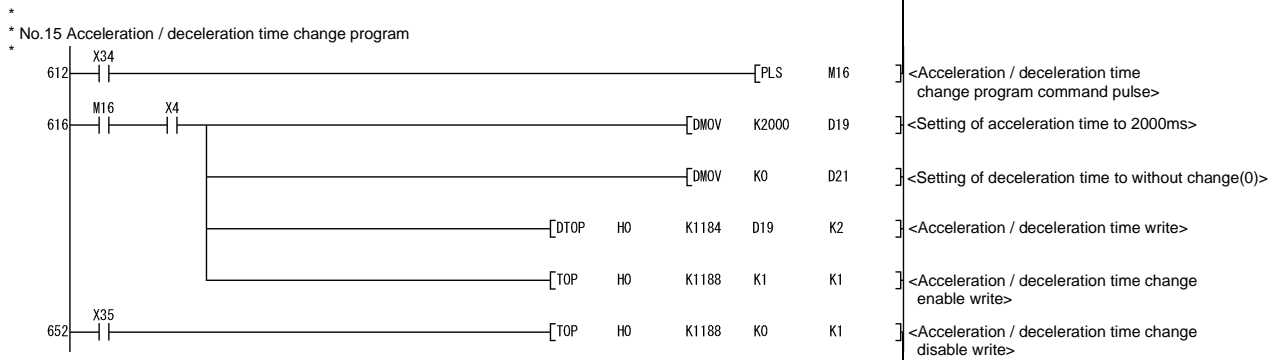 *
* No.15 Acceleration / deceleration time change program
*
X34
612 [PLS M16 ] <Acceleration / deceleration time
change program command pulse>
M16 X4
616 [DMOV K2000 D19 ] <Setting of acceleration time to 2000ms>
[DMOV K0 D21 ] <Setting of deceleration time to without change(0)>
[DTOP H0 K1184 D19 K2 ] <Acceleration / deceleration time write>
[TOP H0 K1188 K1 K1 ] <Acceleration / deceleration time change
enable write>
X35
652 [TOP H0 K1188 K0 K1 ] <Acceleration / deceleration time change
disable write>